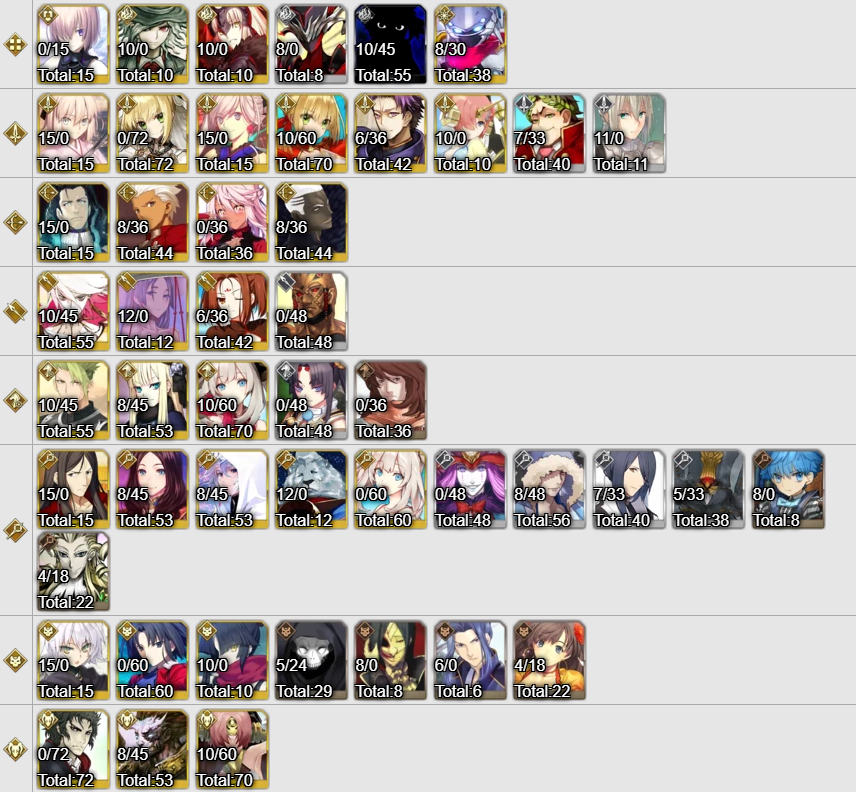 0/15 10/0 10/0 8/0 10/45 8/30
Total:15 Total:10 Total:10 Total:8 Total:55 Total:38
15/0 0/72 15/0 10/60 6/36 10/0 7/33 11/0
Total:15 Total:72 Total:15 Total:70 Total:42 Total:10 Total:40 Total:11
15/0 8/36 0/36 8/36
Total:15 Total:44 Total:36 Total:44
10/45 12/0 6/36 0/48
Total:55 Total:12 Total:42 Total:48
10/45 8/45 10/60 0/48 0/36
Total:55 Total:53 Total:70 Total:48 Total:36
15/0 8/45 8/45 12/0 0/60 0/48 8/48 7/33 5/33 8/0
Total:15 Total:53 Total:53 Total:12 Total:60 Total:48 Total:56 Total:40 Total:38 Total:8
4/18
Total:22
15/0 0/60 10/0 5/24 8/0 6/0 4/18
Total:15 Total:60 Total:10 Total:29 Total:8 Total:6 Total:22
0/72 8/45 10/60
Total:72 Total:53 Total:70